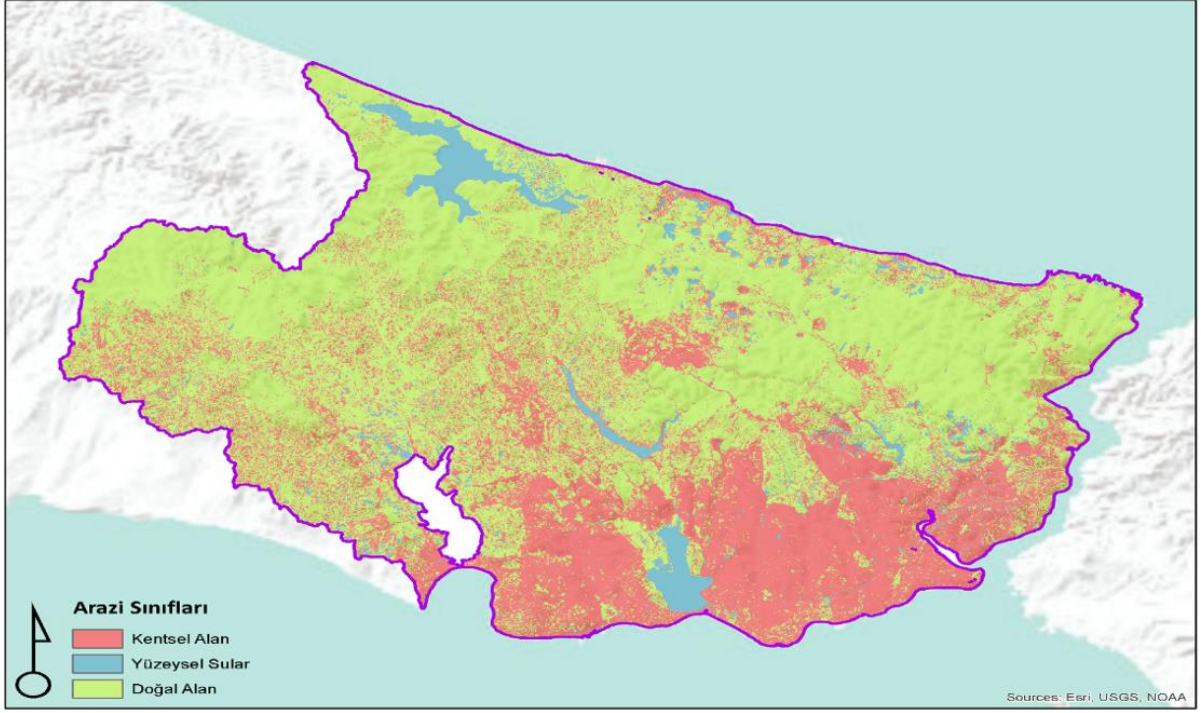 Arazi Sınıfları
Kentsel Alan
Yüzeysel Sular
Doğal Alan
Sources: Esri, USGS, NOAA